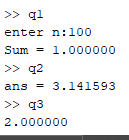 >> q1
enter n:100
Sum = 1.000000
>> q2
ans = 3.141593
>> q3
2.000000